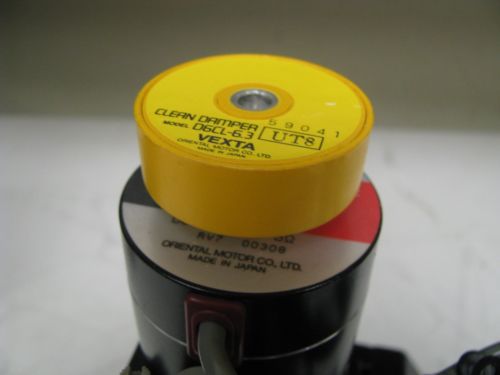 CLEAN DAMPER
MODEL D6CL-6.3
VEXTA
ORIENTAL MOTOR CO., LTD.
MADE IN JAPAN
59041
UT8
RV7 00308
ORIENTAL MOTOR CO., LTD.
MADE IN JAPAN